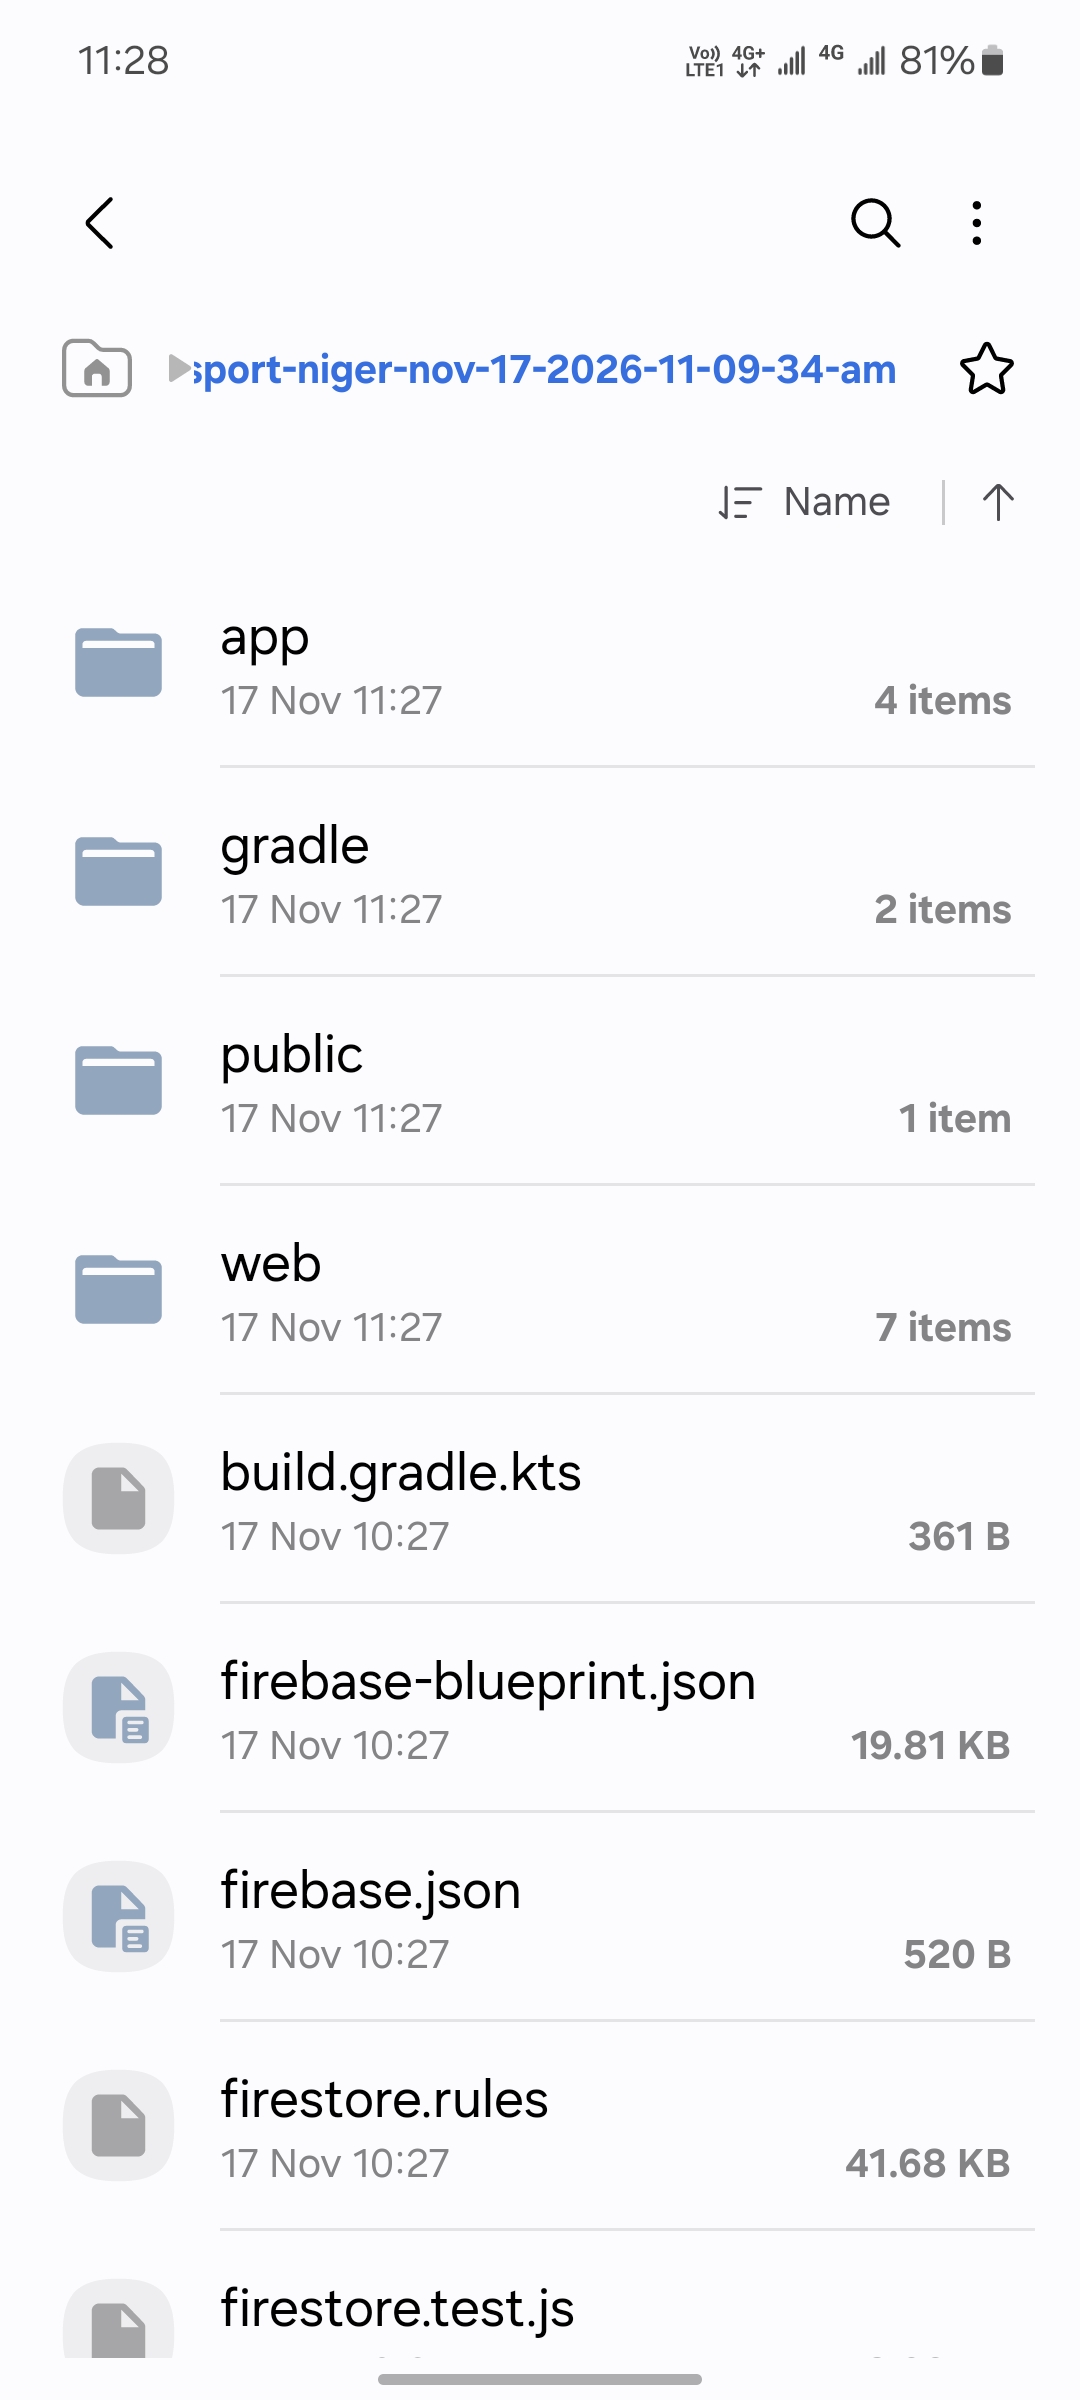 11:28
Vo)) LTE1 4G+ 4G 81%
sport-niger-nov-17-2026-11-09-34-am
Name
app
17 Nov 11:27
4 items
gradle
17 Nov 11:27
2 items
public
17 Nov 11:27
1 item
web
17 Nov 11:27
7 items
build.gradle.kts
17 Nov 10:27
361 B
firebase-blueprint.json
17 Nov 10:27
19.81 KB
firebase.json
17 Nov 10:27
520 B
firestore.rules
17 Nov 10:27
41.68 KB
firestore.test.js